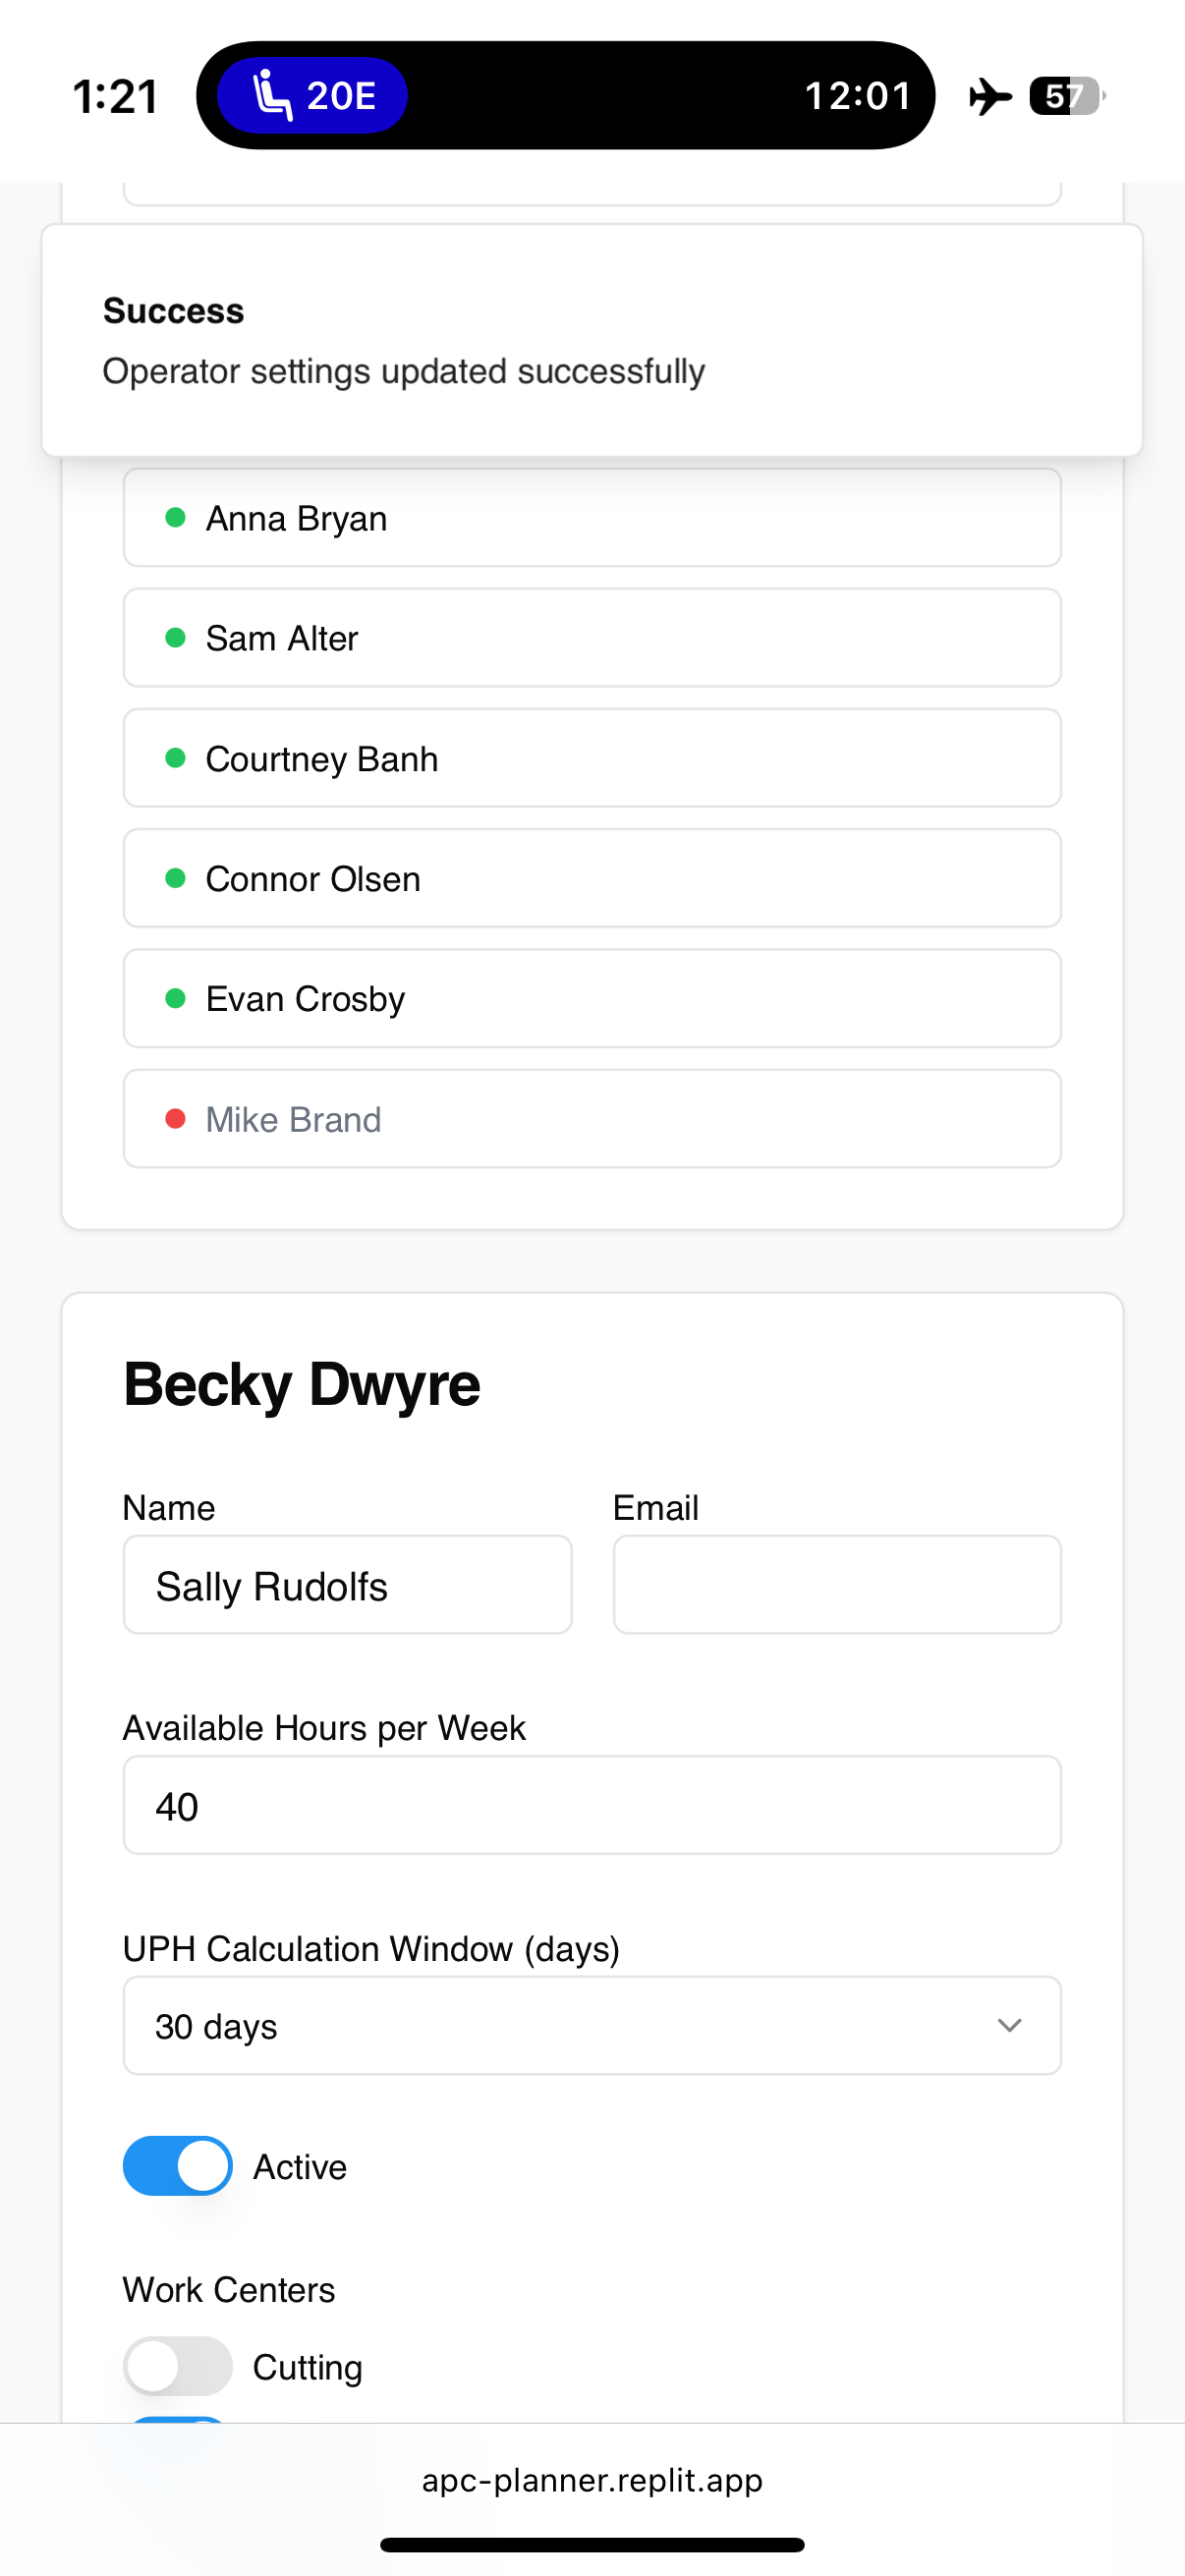 1:21 20E 12:01 57
Success
Operator settings updated successfully
Anna Bryan
Sam Alter
Courtney Banh
Connor Olsen
Evan Crosby
Mike Brand
Becky Dwyre
Name Email
Sally Rudolfs
Available Hours per Week
40
UPH Calculation Window (days)
30 days
Active
Work Centers
Cutting
apc-planner.replit.app